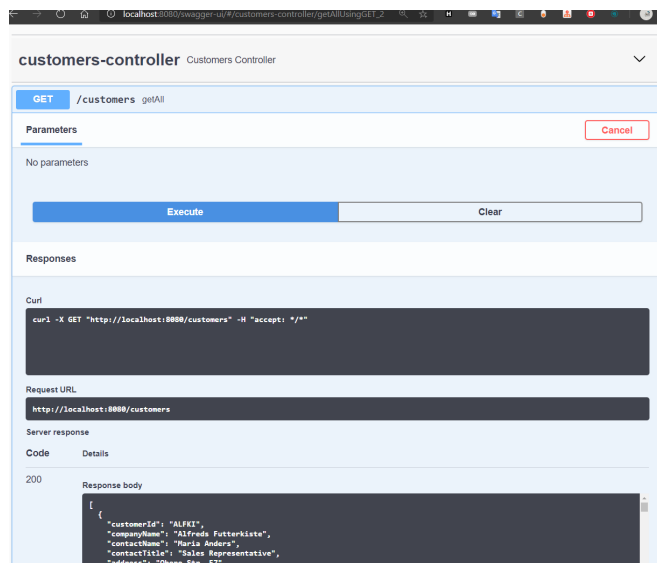 localhost:8080/swagger-ui/#/customers-controller/getAllUsingGET_2
customers-controller Customers Controller
GET /customers getAll
Parameters Cancel
No parameters
Execute Clear
Responses
Curl
curl -X GET "http://localhost:8080/customers" -H "accept: */*"
Request URL
http://localhost:8080/customers
Server response
Code Details
200
Response body
[
{
"customerId": "ALFKI",
"companyName": "Alfreds Futterkiste",
"contactName": "Maria Anders",
"contactTitle": "Sales Representative",